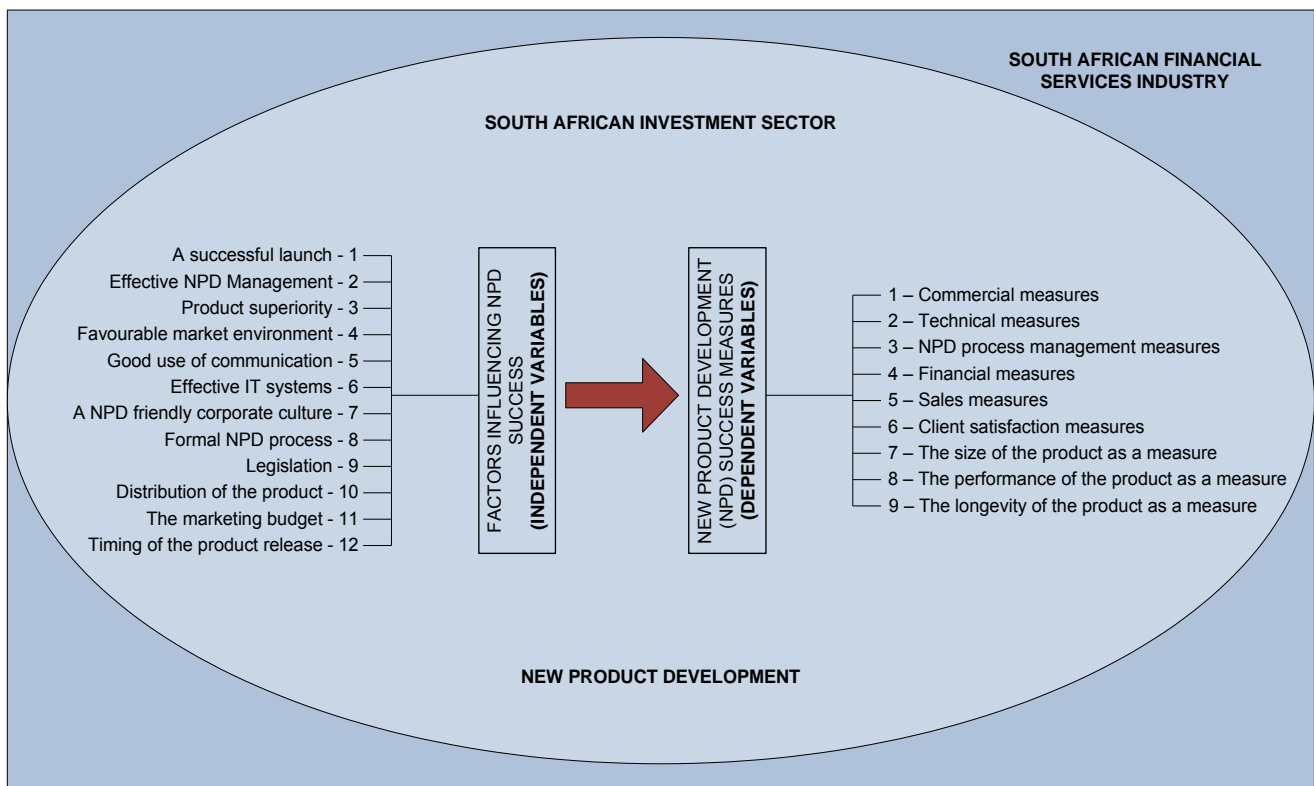 SOUTH AFRICAN FINANCIAL
SERVICES INDUSTRY
SOUTH AFRICAN INVESTMENT SECTOR
A successful launch - 1
Effective NPD Management - 2
Product superiority - 3
Favourable market environment - 4
Good use of communication - 5
Effective IT systems - 6
A NPD friendly corporate culture - 7
Formal NPD process - 8
Legislation - 9
Distribution of the product - 10
The marketing budget - 11
Timing of the product release - 12
FACTORS INFLUENCING NPD
SUCCESS
(INDEPENDENT VARIABLES)
NEW PRODUCT DEVELOPMENT
(NPD) SUCCESS MEASURES
(DEPENDENT VARIABLES)
1 – Commercial measures
2 – Technical measures
3 – NPD process management measures
4 – Financial measures
5 – Sales measures
6 – Client satisfaction measures
7 – The size of the product as a measure
8 – The performance of the product as a measure
9 – The longevity of the product as a measure
NEW PRODUCT DEVELOPMENT